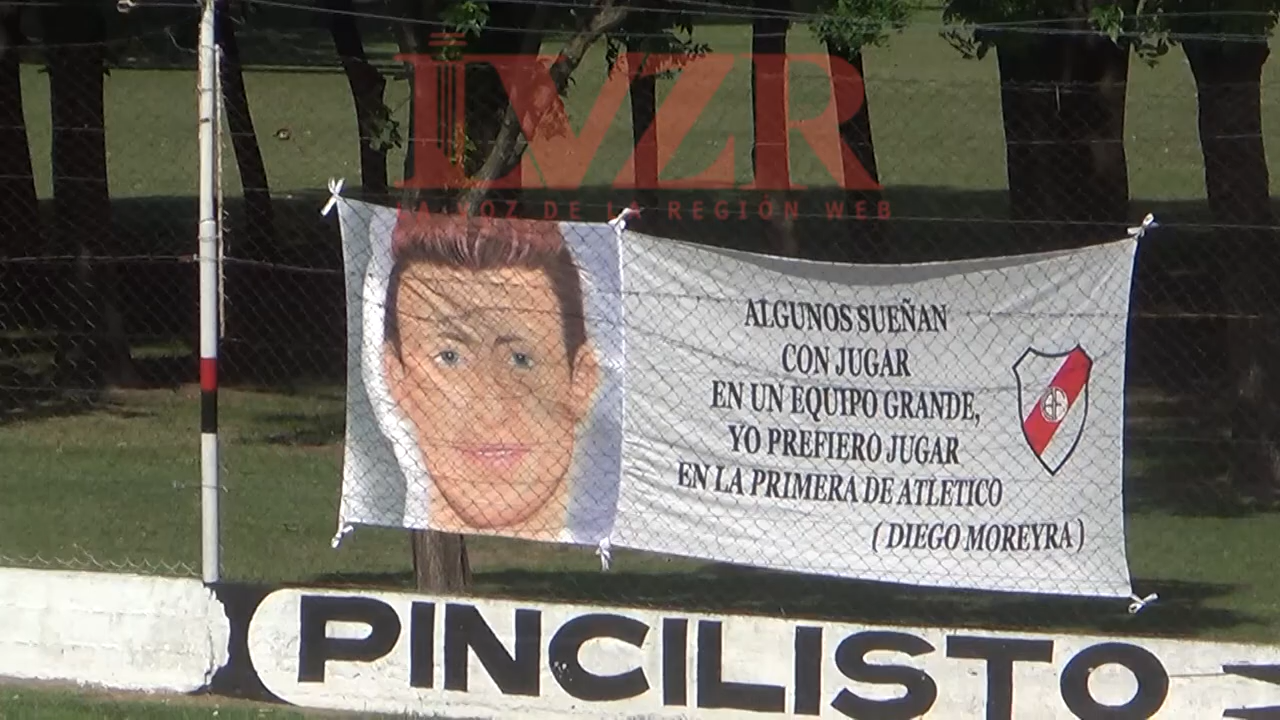 LVZR
LA VOZ DE LA REGIÓN WEB
ALGUNOS SUEÑAN
CON JUGAR
EN UN EQUIPO GRANDE,
YO PREFIERO JUGAR
EN LA PRIMERA DE ATLETICO
( DIEGO MOREYRA )
PINCILISTO